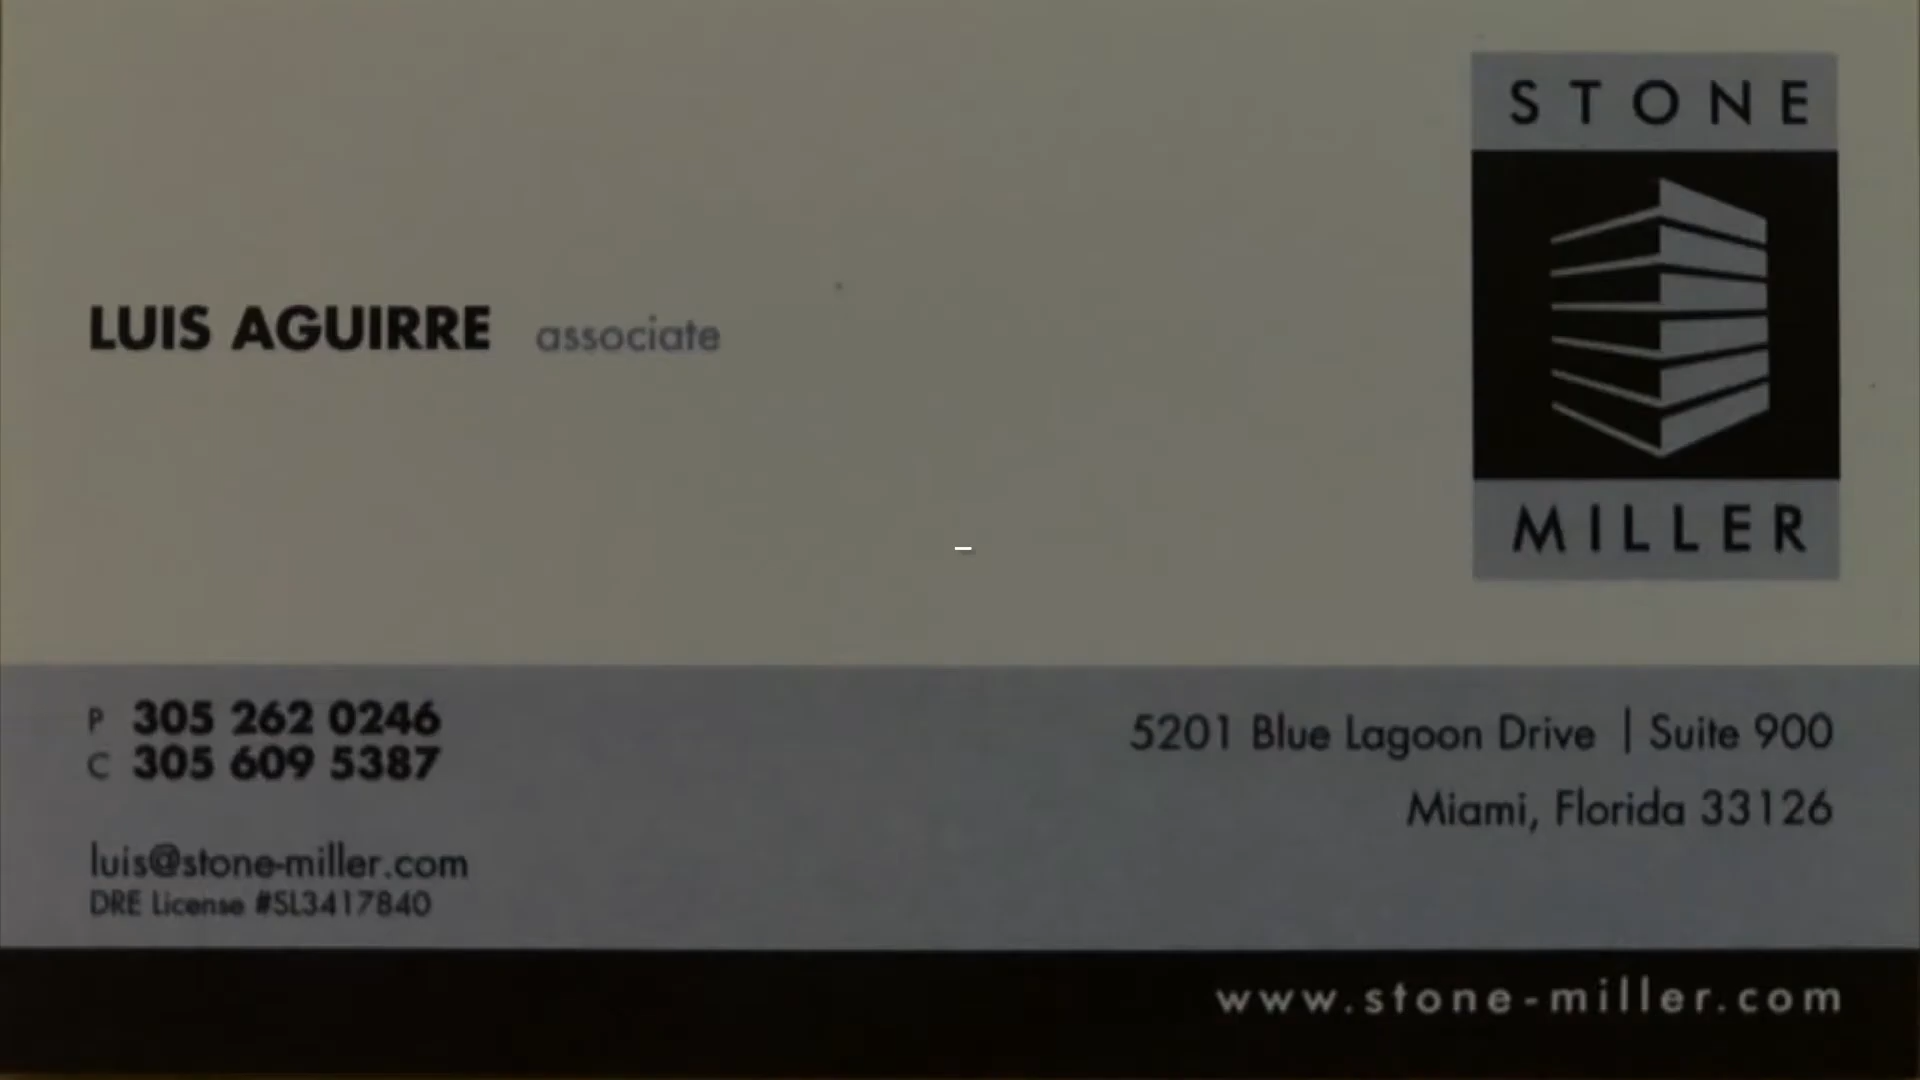 STONE
MILLER
LUIS AGUIRRE associate
P 305 262 0246
C 305 609 5387
luis@stone-miller.com
DRE License #SL3417840
5201 Blue Lagoon Drive | Suite 900
Miami, Florida 33126
www.stone-miller.com